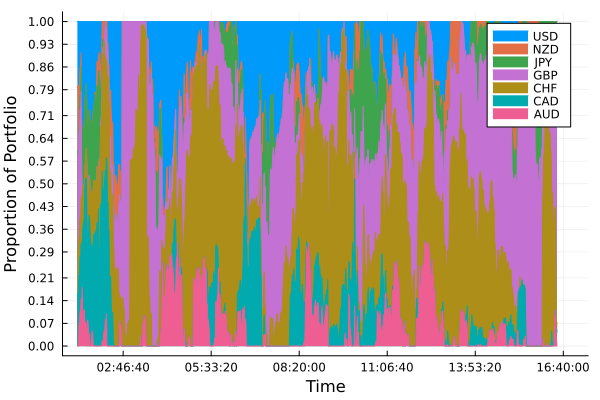 1.00
0.93
0.86
0.79
0.71
0.64
0.57
0.50
0.43
0.36
0.29
0.21
0.14
0.07
0.00
Proportion of Portfolio
USD
NZD
JPY
GBP
CHF
CAD
AUD
02:46:40 05:33:20 08:20:00 11:06:40 13:53:20 16:40:00
Time